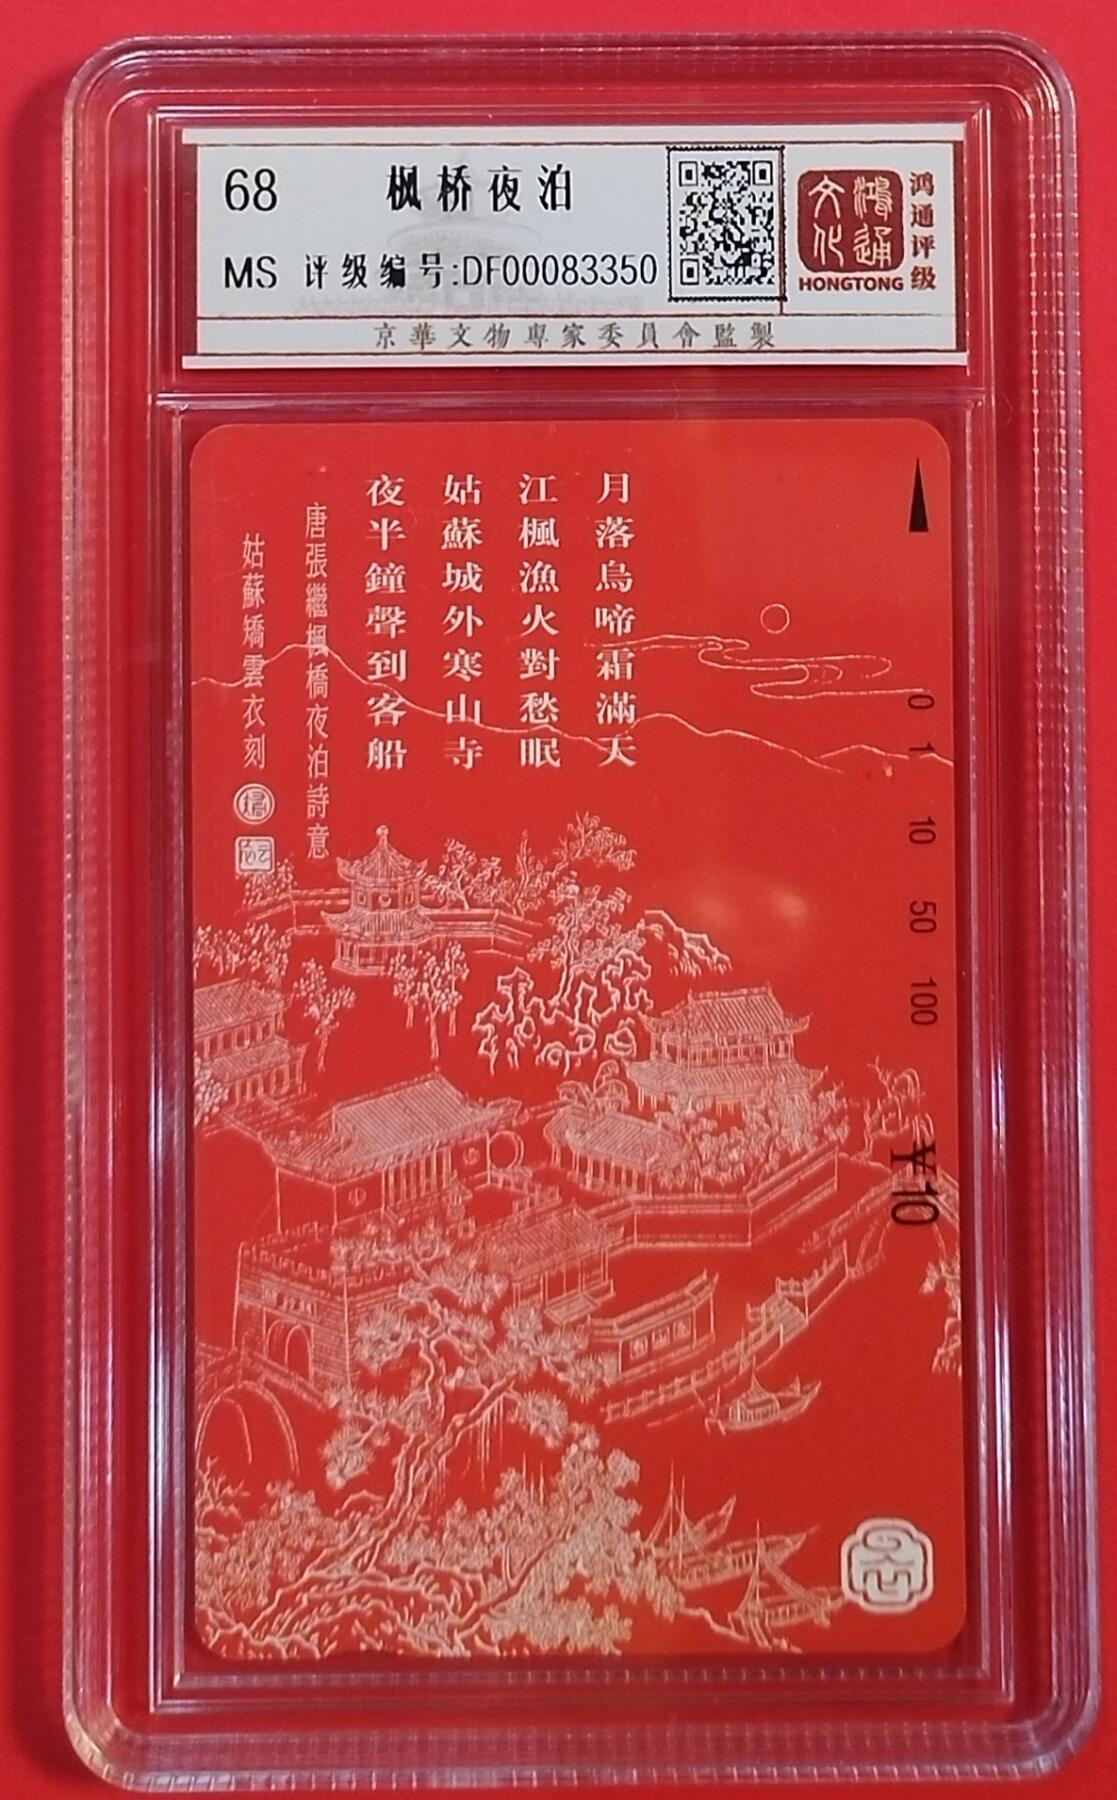 68 枫桥夜泊
MS 评级编号:DF00083350
文化
鸿通
HONGTONG
鸿通评级
京華文物專家委員會監製
月落烏啼霜滿天
江楓漁火對愁眠
姑蘇城外寒山寺
夜半鐘聲到客船
唐張繼楓橋夜泊詩意
姑蘇矯雲衣刻
0
1
10
50
100
¥10